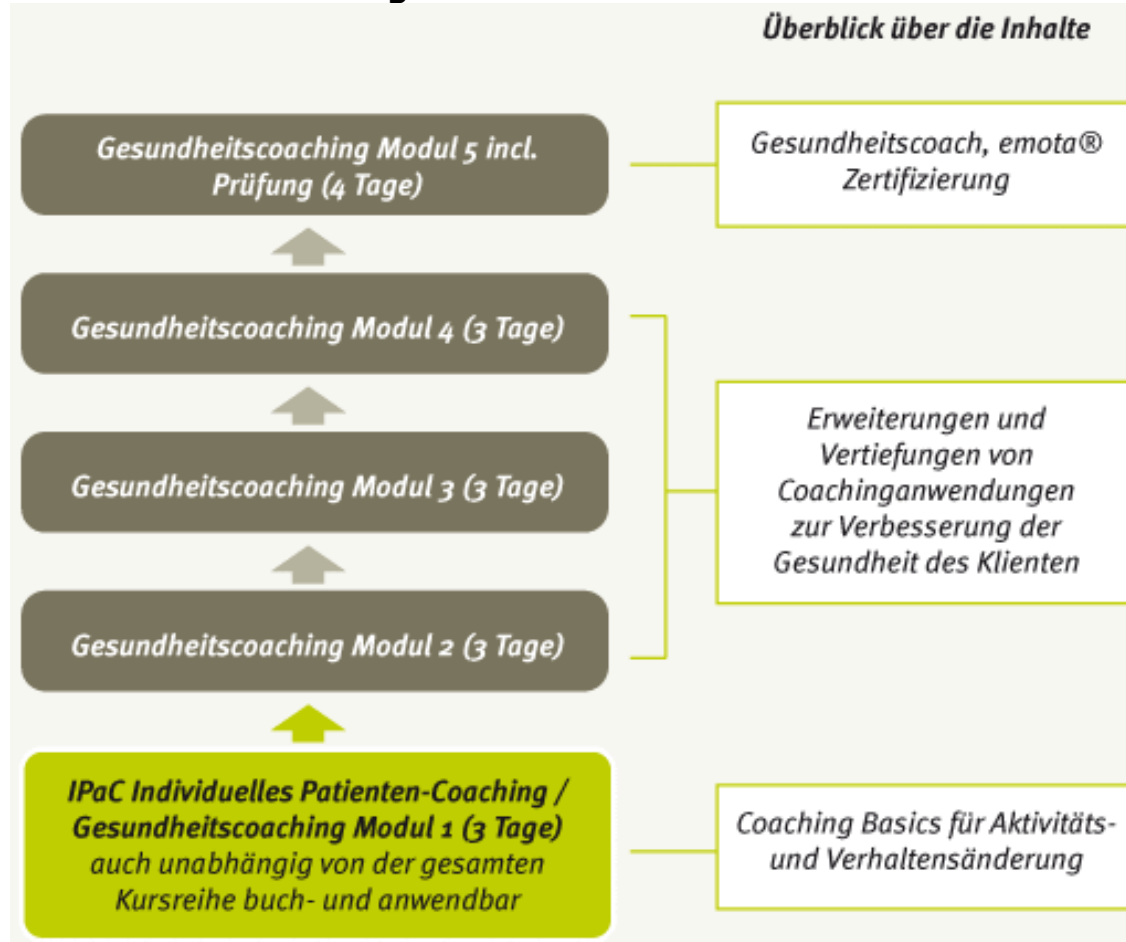 Überblick über die Inhalte
Gesundheitscoaching Modul 5 incl.
Prüfung (4 Tage)
Gesundheitscoach, emota®
Zertifizierung
Gesundheitscoaching Modul 4 (3 Tage)
Gesundheitscoaching Modul 3 (3 Tage)
Gesundheitscoaching Modul 2 (3 Tage)
Erweiterungen und
Vertiefungen von
Coachinganwendungen
zur Verbesserung der
Gesundheit des Klienten
IPaC Individuelles Patienten-Coaching /
Gesundheitscoaching Modul 1 (3 Tage)
auch unabhängig von der gesamten
Kursreihe buch- und anwendbar
Coaching Basics für Aktivitäts-
und Verhaltensänderung